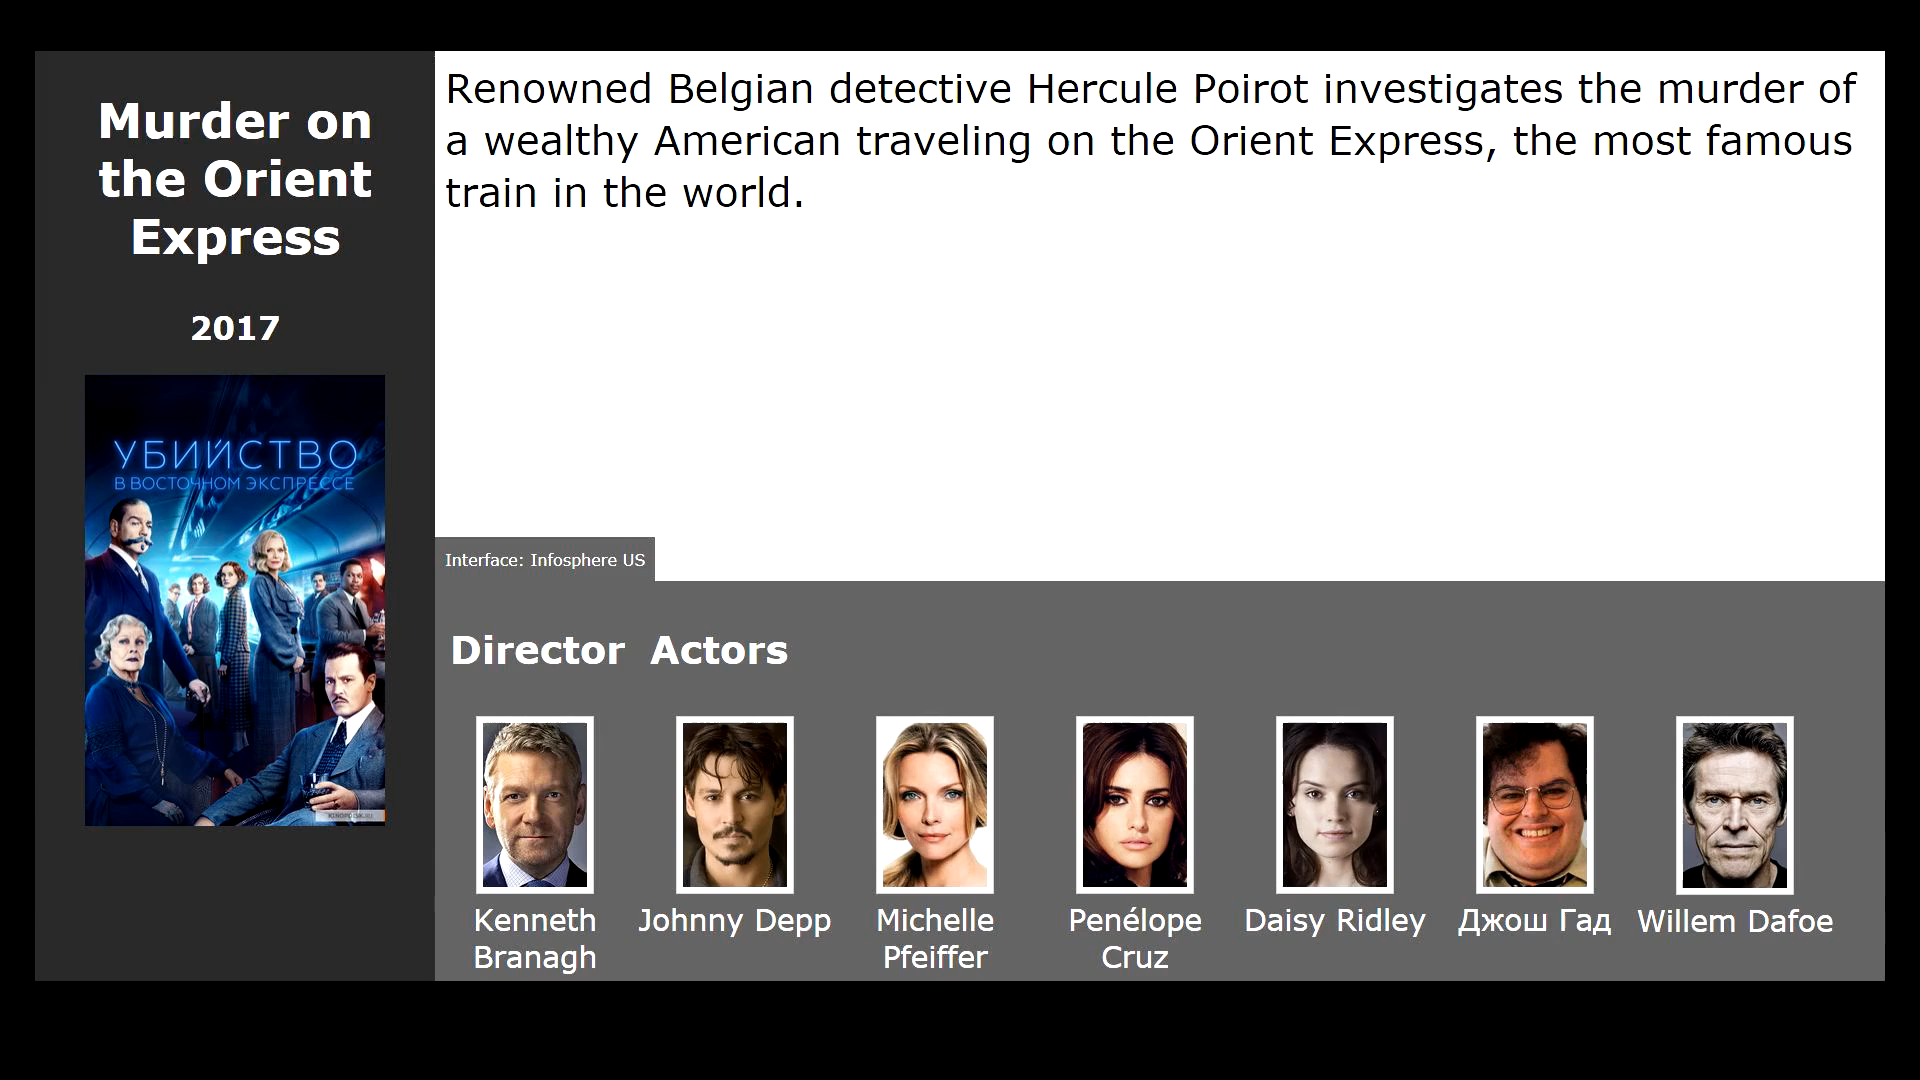 Murder on
the Orient
Express
2017
УБИЙСТВО
В ВОСТОЧНОМ ЭКСПРЕССЕ
KINOPOISK.RU
Renowned Belgian detective Hercule Poirot investigates the murder of
a wealthy American traveling on the Orient Express, the most famous
train in the world.
Interface: Infosphere US
Director Actors
Kenneth
Branagh
Johnny Depp
Michelle
Pfeiffer
Penélope
Cruz
Daisy Ridley
Джош Гад
Willem Dafoe